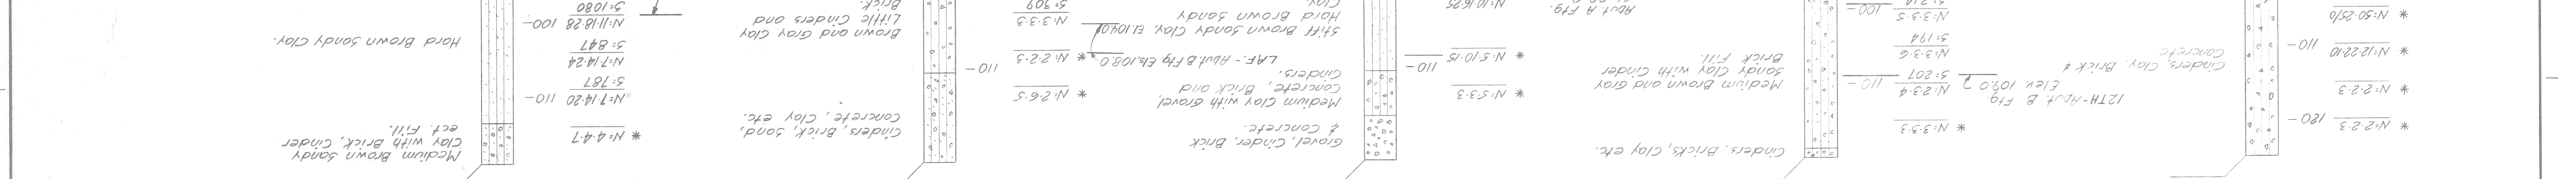 * N=2-2-3 120-
* N=2-2-3
* N=12-22-10 110-
* N=50-25/0
Cinders, Clay, Brick &
Concrete
12TH-Abut. B Ftg.
Elev. 109.0
* N=3-3-3
N=2-3-4 110-
S=207
N=3-3-6
S=194
N=3-3-5 100-
Cinders, Bricks, Clay etc.
Medium Brown and Gray
Sandy Clay with Cinder
Brick Fill.
Abut. A Ftg.
* N=5-3-3
* N=5-10-15 110-
N=10-16-25
Gravel, Cinder, Brick
& Concrete.
Medium Clay with Gravel,
Concrete, Brick and
Cinders.
LAF.- Abut. B Ftg Els. 108.0
Stiff Brown Sandy Clay, El. 104.0
Hard Brown Sandy
Clay.
* N=2-6-5
* N=2-2-3 110-
N=3-3-3
S=309
Cinders, Brick, Sand,
Concrete, Clay etc.
Brown and Gray Clay
Little Cinders and
Brick.
* N=4-4-7
N=7-14-20 110-
S=787
N=7-14-24
S=847
N=11-18-28 100-
S=1080
Medium Brown Sandy
Clay with Brick, Cinder
ect. Fill.
Hard Brown Sandy Clay.